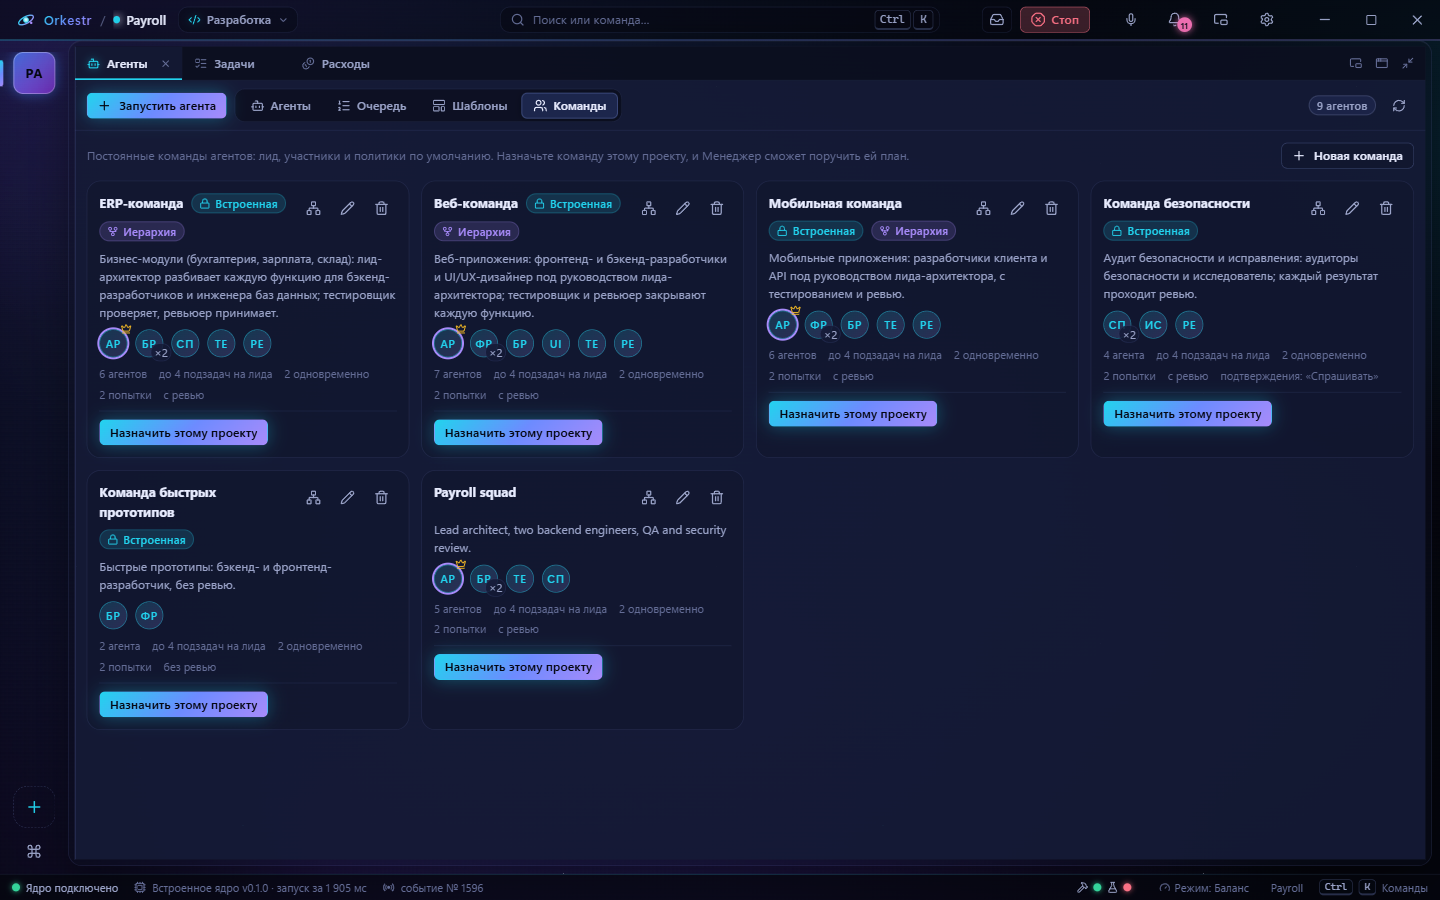 Orkestr / Payroll Разработка Поиск или команда... Ctrl K Стоп 11
PA
Агенты Задачи Расходы
Запустить агента Агенты Очередь Шаблоны Команды 9 агентов
Постоянные команды агентов: лид, участники и политики по умолчанию. Назначьте команду этому проекту, и Менеджер сможет поручить ей план.
Новая команда
ERP-команда Встроенная
Иерархия
Бизнес-модули (бухгалтерия, зарплата, склад): лид-
архитектор разбивает каждую функцию для бэкенд-
разработчиков и инженера баз данных; тестировщик
проверяет, ревьюер принимает.
АР БР ×2 СП ТЕ РЕ
6 агентов до 4 подзадач на лида 2 одновременно
2 попытки с ревью
Назначить этому проекту
Веб-команда Встроенная
Иерархия
Веб-приложения: фронтенд- и бэкенд-разработчики
и UI/UX-дизайнер под руководством лида-
архитектора; тестировщик и ревьюер закрывают
каждую функцию.
АР ФР ×2 БР UI ТЕ РЕ
7 агентов до 4 подзадач на лида 2 одновременно
2 попытки с ревью
Назначить этому проекту
Мобильная команда
Встроенная Иерархия
Мобильные приложения: разработчики клиента и
API под руководством лида-архитектора, с
тестированием и ревью.
АР ФР ×2 БР ТЕ РЕ
6 агентов до 4 подзадач на лида 2 одновременно
2 попытки с ревью
Назначить этому проекту
Команда безопасности
Встроенная
Аудит безопасности и исправления: аудиторы
безопасности и исследователь; каждый результат
проходит ревью.
СП ×2 ИС РЕ
4 агента до 4 подзадач на лида 2 одновременно
2 попытки с ревью подтверждения: «Спрашивать»
Назначить этому проекту
Команда быстрых
прототипов
Встроенная
Быстрые прототипы: бэкенд- и фронтенд-
разработчик, без ревью.
БР ФР
2 агента до 4 подзадач на лида 2 одновременно
2 попытки без ревью
Назначить этому проекту
Payroll squad
Lead architect, two backend engineers, QA and security
review.
АР БР ×2 ТЕ СП
5 агентов до 4 подзадач на лида 2 одновременно
2 попытки с ревью
Назначить этому проекту
Ядро подключено Встроенное ядро v0.1.0 · запуск за 1 905 мс событие № 1596 Режим: Баланс Payroll Ctrl K Команды